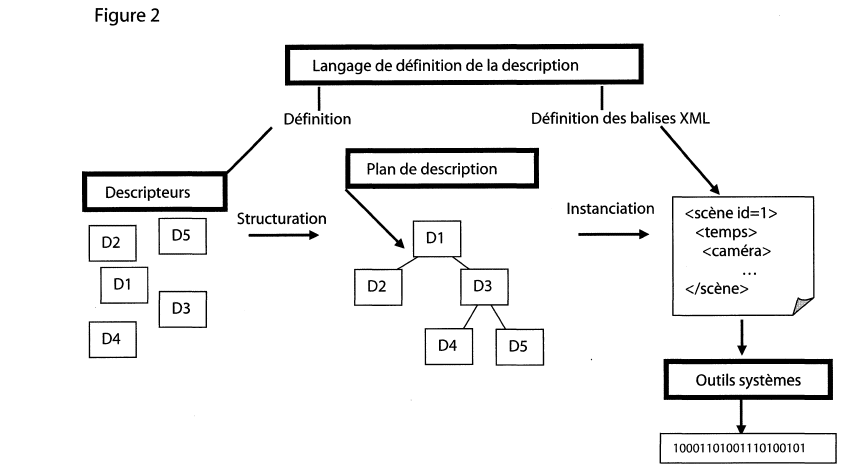 Figure 2
Langage de définition de la description
Définition
Définition des balises XML
Descripteurs
Plan de description
Structuration
Instanciation
D2
D5
D1
D3
D4
D1
D2
D3
D4
D5
<scène id=1>
<temps>
<caméra>
...
</scène>
Outils systèmes
10001101001110100101